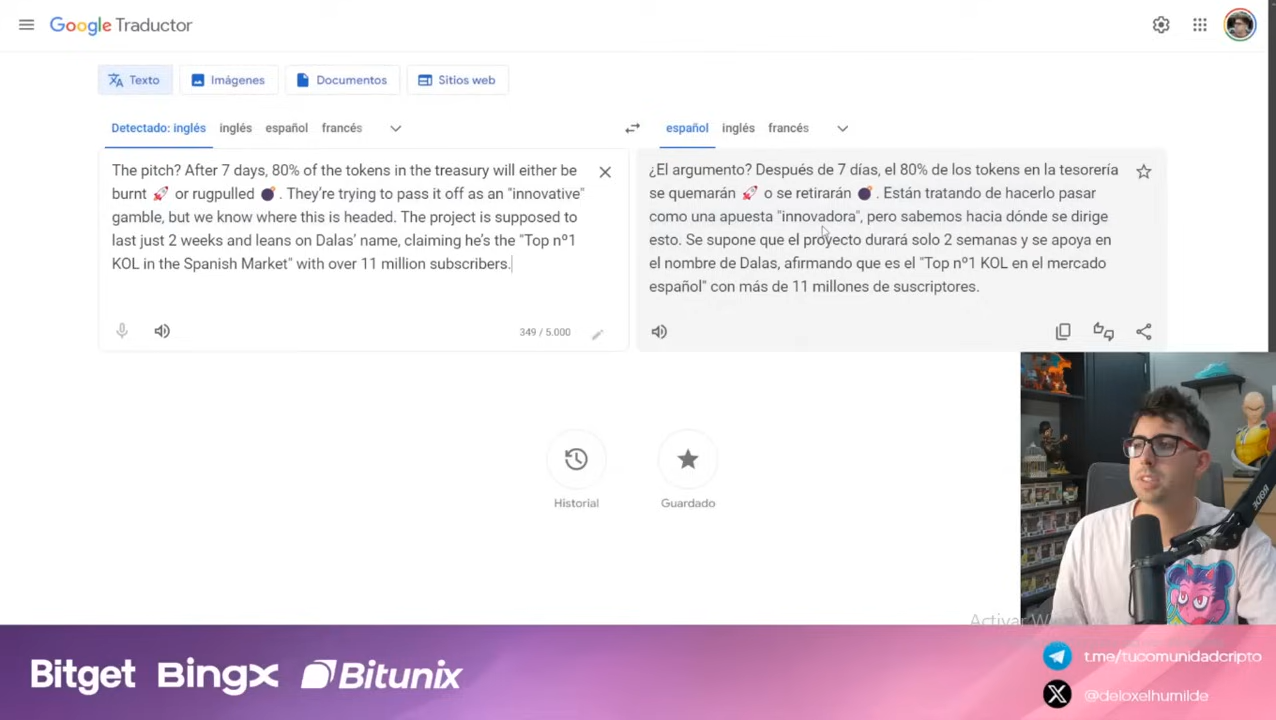 Google Traductor
Texto
Imágenes
Documentos
Sitios web
Detectado: inglés
inglés
español
francés
español
inglés
francés
The pitch? After 7 days, 80% of the tokens in the treasury will either be
burnt 🚀 or rugpulled 💣. They're trying to pass it off as an "innovative"
gamble, but we know where this is headed. The project is supposed to
last just 2 weeks and leans on Dalas' name, claiming he's the "Top nº1
KOL in the Spanish Market" with over 11 million subscribers.
349 / 5.000
¿El argumento? Después de 7 días, el 80% de los tokens en la tesorería
se quemarán 🚀 o se retirarán 💣. Están tratando de hacerlo pasar
como una apuesta "innovadora", pero sabemos hacia dónde se dirige
esto. Se supone que el proyecto durará solo 2 semanas y se apoya en
el nombre de Dalas, afirmando que es el "Top nº1 KOL en el mercado
español" con más de 11 millones de suscriptores.
Historial
Guardado
RODE
Activar W
Bitget BingX Bitunix
t.me/tucomunidadcripto
@deloxelhumilde